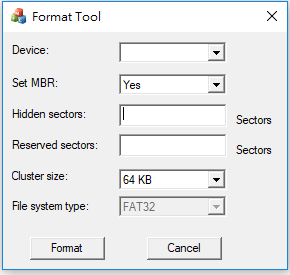 Format Tool
Device:
Set MBR: Yes
Hidden sectors: Sectors
Reserved sectors: Sectors
Cluster size: 64 KB
File system type: FAT32
Format Cancel